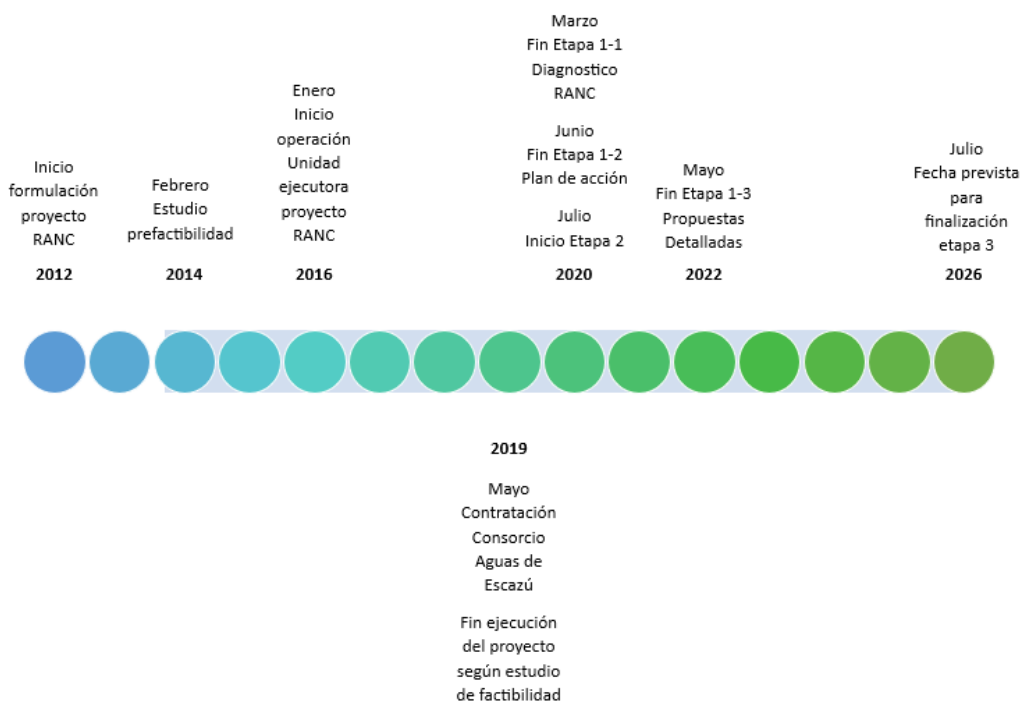 Inicio
formulación
proyecto
RANC
2012
Febrero
Estudio
prefactibilidad
2014
Enero
Inicio
operación
Unidad
ejecutora
proyecto
RANC
2016
Marzo
Fin Etapa 1-1
Diagnostico
RANC
Junio
Fin Etapa 1-2
Plan de acción
Julio
Inicio Etapa 2
2020
Mayo
Fin Etapa 1-3
Propuestas
Detalladas
2022
Julio
Fecha prevista
para
finalización
etapa 3
2026
2019
Mayo
Contratación
Consorcio
Aguas de
Escazú
Fin ejecución
del proyecto
según estudio
de factibilidad